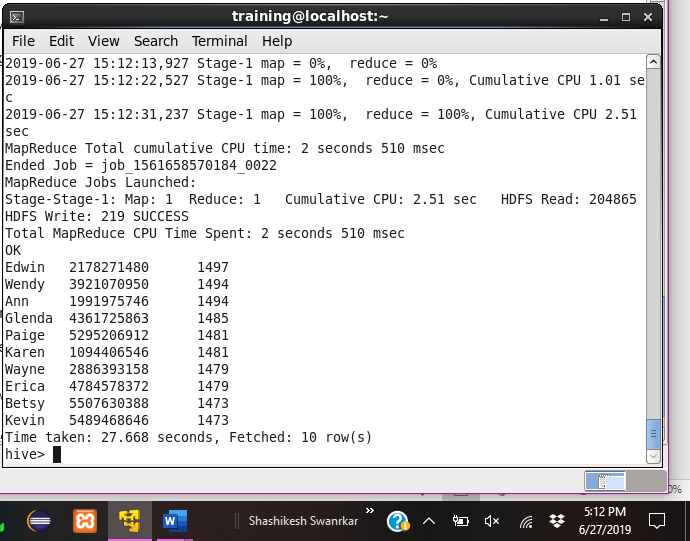 training@localhost:~
File Edit View Search Terminal Help
2019-06-27 15:12:13,927 Stage-1 map = 0%,  reduce = 0%
2019-06-27 15:12:22,527 Stage-1 map = 100%,  reduce = 0%, Cumulative CPU 1.01 se
c
2019-06-27 15:12:31,237 Stage-1 map = 100%,  reduce = 100%, Cumulative CPU 2.51
sec
MapReduce Total cumulative CPU time: 2 seconds 510 msec
Ended Job = job_1561658570184_0022
MapReduce Jobs Launched:
Stage-Stage-1: Map: 1  Reduce: 1   Cumulative CPU: 2.51 sec   HDFS Read: 204865
HDFS Write: 219 SUCCESS
Total MapReduce CPU Time Spent: 2 seconds 510 msec
OK
Edwin   2178271480      1497
Wendy   3921070950      1494
Ann     1991975746      1494
Glenda  4361725863      1485
Paige   5295206912      1481
Karen   1094406546      1481
Wayne   2886393158      1479
Erica   4784578372      1479
Betsy   5507630388      1473
Kevin   5489468646      1473
Time taken: 27.668 seconds, Fetched: 10 row(s)
hive>
0%
Shashikesh Swanrkar
»
5:12 PM
6/27/2019